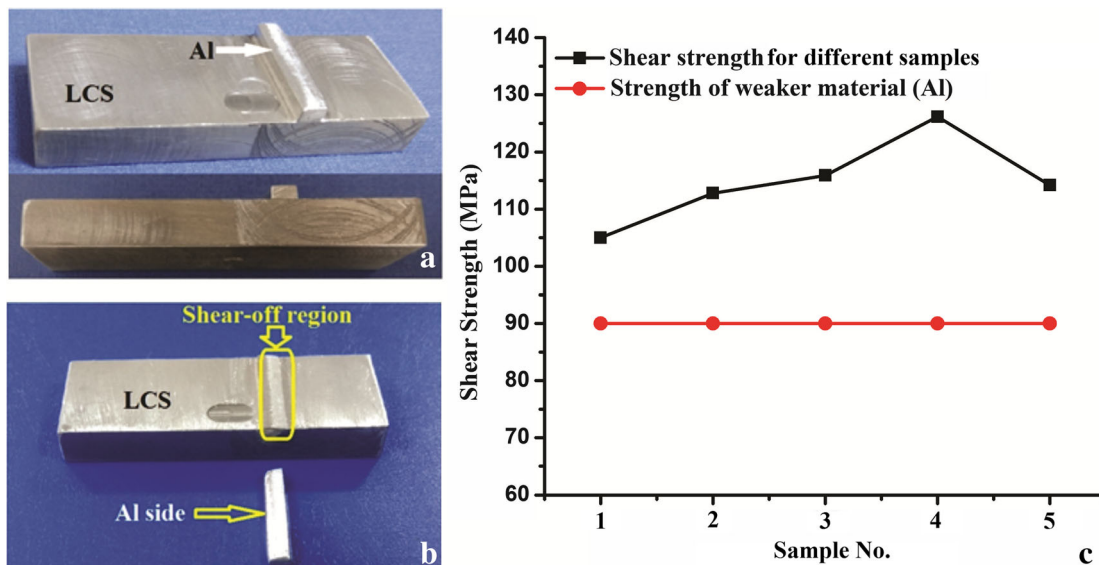 Al
LCS
a
Shear-off region
LCS
Al side
b
Shear strength for different samples
Strength of weaker material (Al)
Shear Strength (MPa)
140
130
120
110
100
90
80
70
60
1 2 3 4 5
Sample No.
c